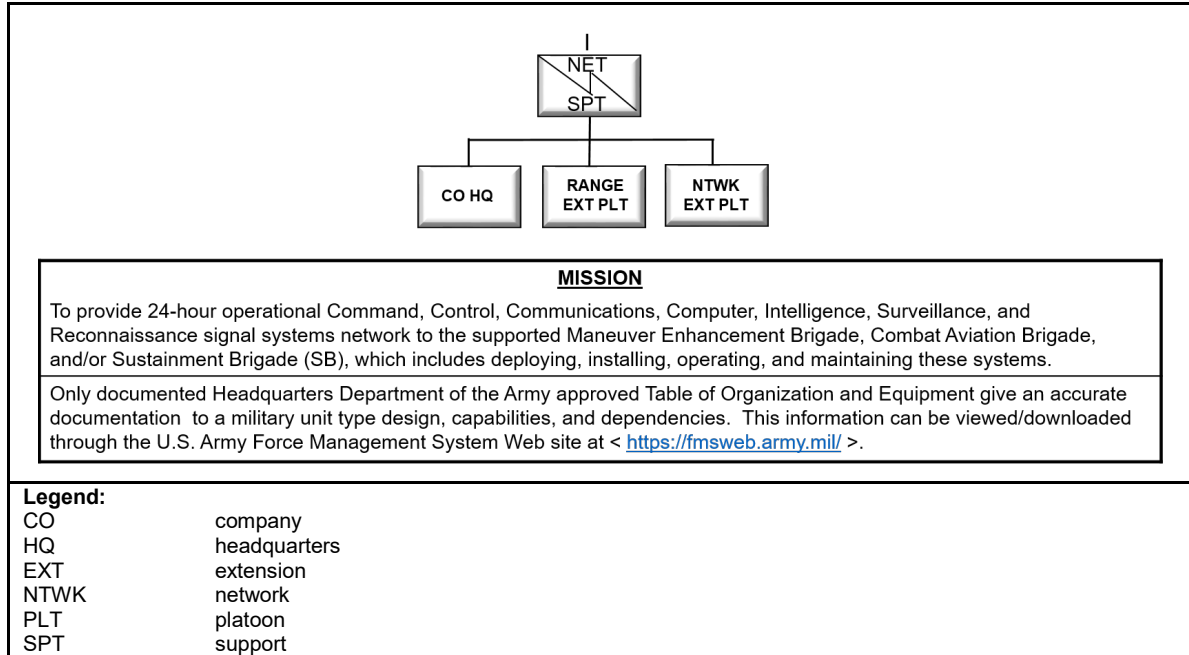 I
NET
SPT
CO HQ
RANGE
EXT PLT
NTWK
EXT PLT
MISSION
To provide 24-hour operational Command, Control, Communications, Computer, Intelligence, Surveillance, and
Reconnaissance signal systems network to the supported Maneuver Enhancement Brigade, Combat Aviation Brigade,
and/or Sustainment Brigade (SB), which includes deploying, installing, operating, and maintaining these systems.
Only documented Headquarters Department of the Army approved Table of Organization and Equipment give an accurate
documentation to a military unit type design, capabilities, and dependencies. This information can be viewed/downloaded
through the U.S. Army Force Management System Web site at < https://fmsweb.army.mil/ >.
Legend:
CO company
HQ headquarters
EXT extension
NTWK network
PLT platoon
SPT support